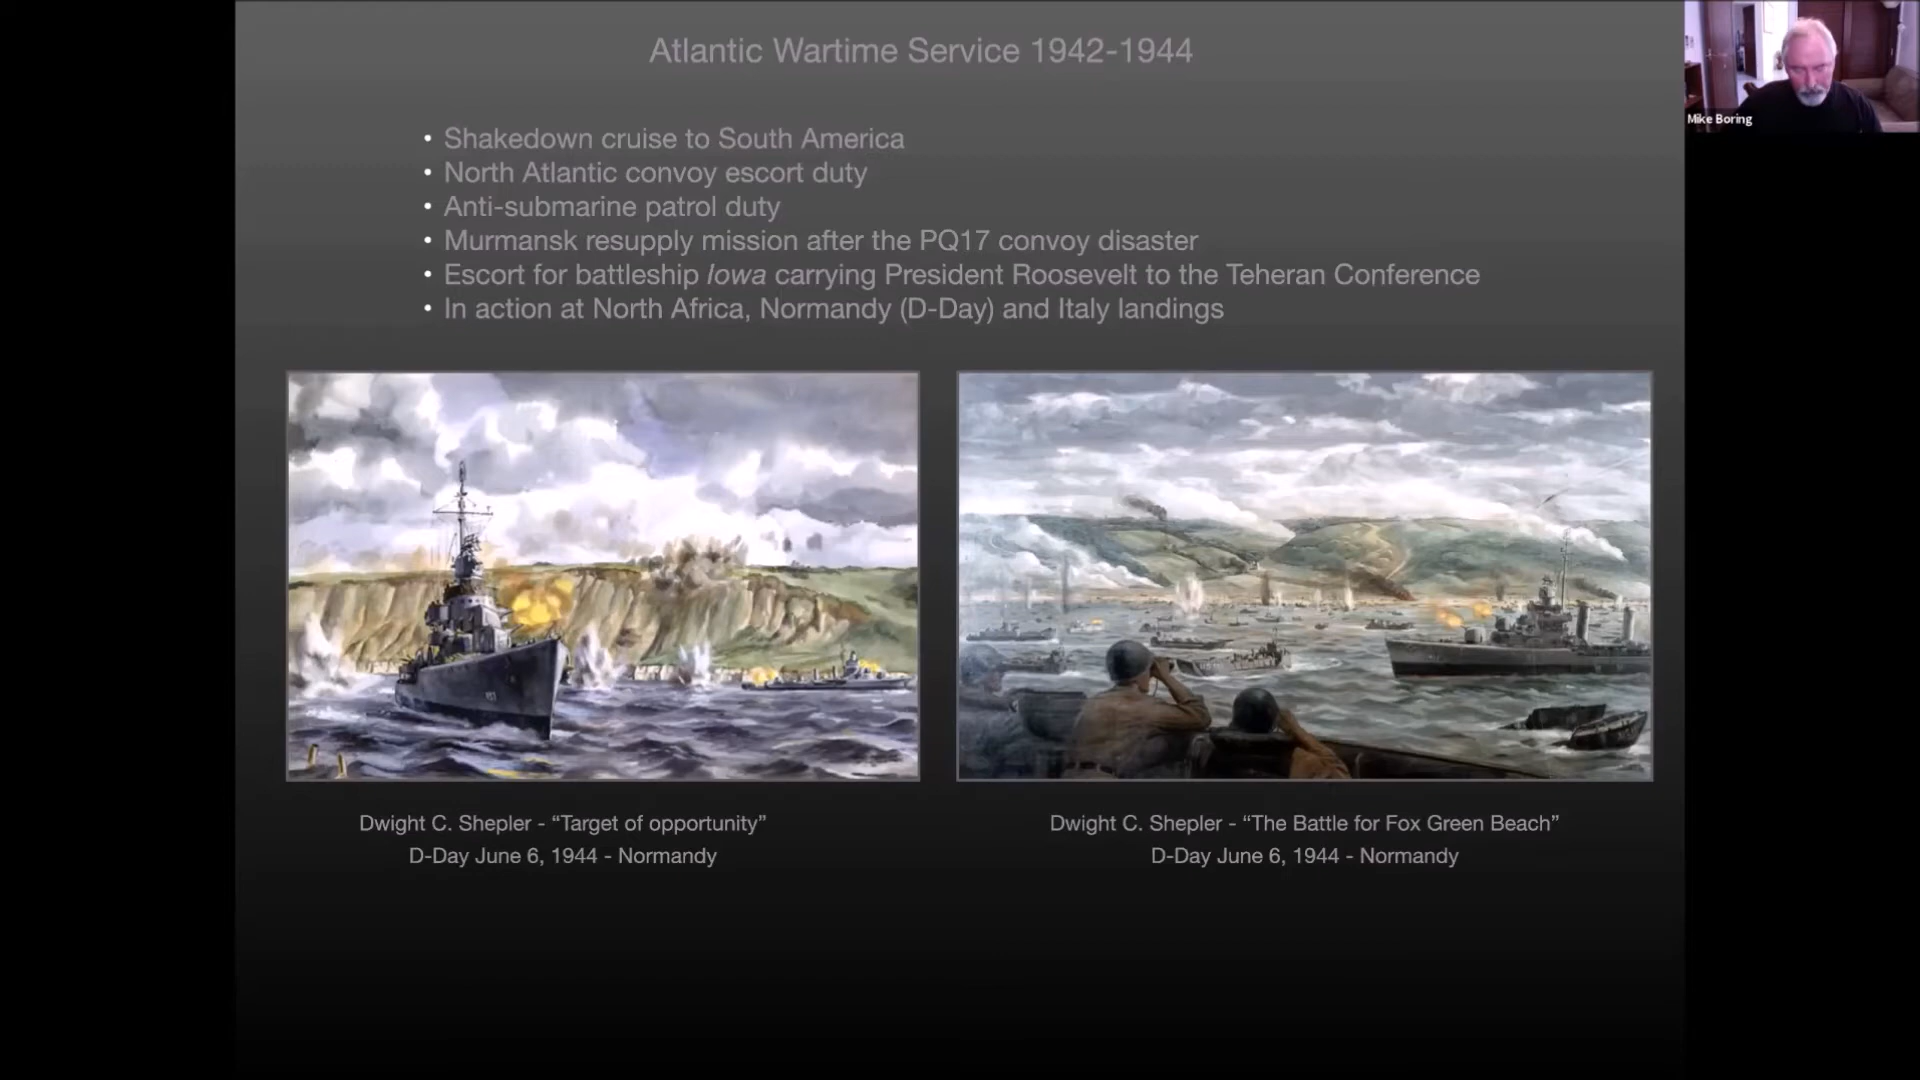 Atlantic Wartime Service 1942-1944
Mike Boring
• Shakedown cruise to South America
• North Atlantic convoy escort duty
• Anti-submarine patrol duty
• Murmansk resupply mission after the PQ17 convoy disaster
• Escort for battleship Iowa carrying President Roosevelt to the Teheran Conference
• In action at North Africa, Normandy (D-Day) and Italy landings
Dwight C. Shepler - “Target of opportunity”
D-Day June 6, 1944 - Normandy
Dwight C. Shepler - “The Battle for Fox Green Beach”
D-Day June 6, 1944 - Normandy